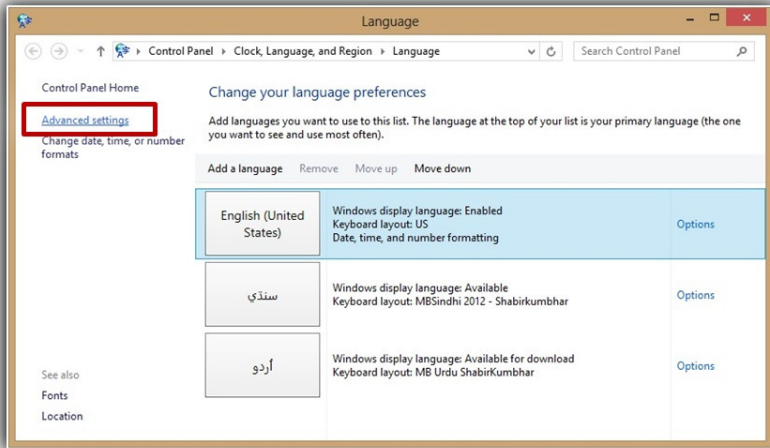 Language
Control Panel ▸ Clock, Language, and Region ▸ Language
Search Control Panel
Control Panel Home
Advanced settings
Change date, time, or number
formats
See also
Fonts
Location
Change your language preferences
Add languages you want to use to this list. The language at the top of your list is your primary language (the one
you want to see and use most often).
Add a language Remove Move up Move down
English (United
States)
Windows display language: Enabled
Keyboard layout: US
Date, time, and number formatting
Options
سنڌي
Windows display language: Available
Keyboard layout: MBSindhi 2012 - Shabirkumbhar
Options
اُردو
Windows display language: Available for download
Keyboard layout: MB Urdu ShabirKumbhar
Options